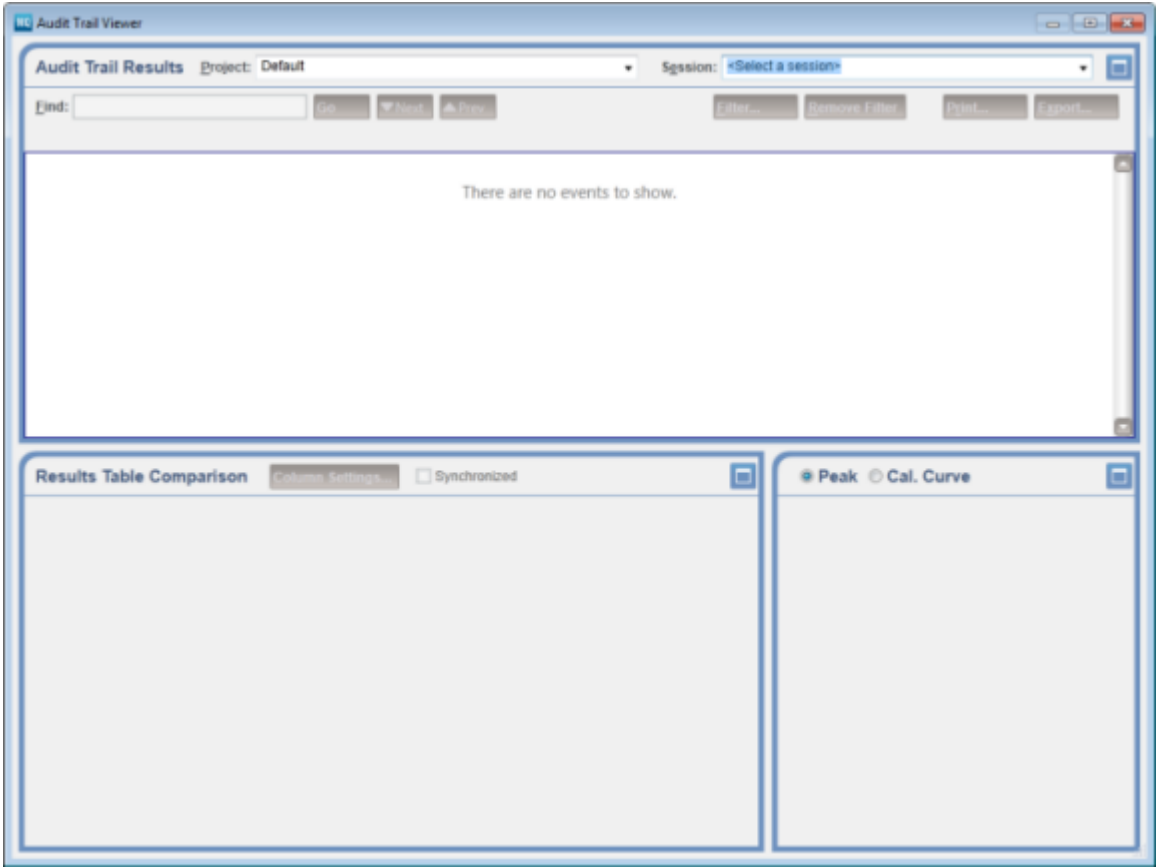 Audit Trail Viewer
Audit Trail Results Project: Default Session: <Select a session>
Find: Go Next Prev Filter... Remove Filter Print... Export...
There are no events to show.
Results Table Comparison Column Settings... Synchronized Peak Cal. Curve